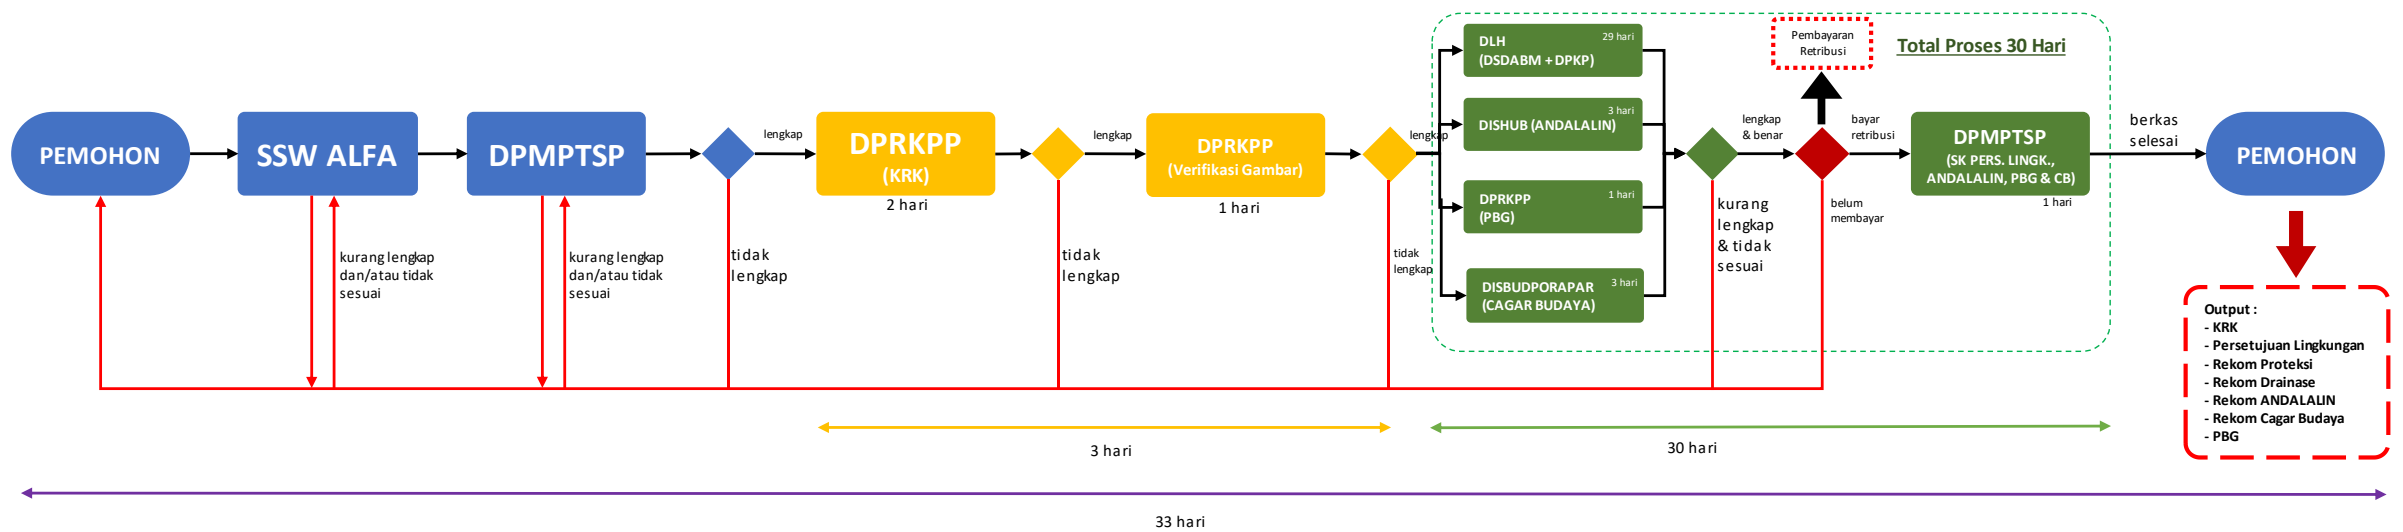 PEMOHON
SSW ALFA
kurang lengkap
dan/atau tidak
sesuai
DPMPTSP
kurang lengkap
dan/atau tidak
sesuai
lengkap
tidak
lengkap
DPRKPP
(KRK)
2 hari
lengkap
tidak
lengkap
DPRKPP
(Verifikasi Gambar)
1 hari
lengkap
tidak
lengkap
DLH
29 hari
(DSDABM + DPKP)
3 hari
DISHUB (ANDALALIN)
DPRKPP
1 hari
(PBG)
DISBUDPORAPAR
3 hari
(CAGAR BUDAYA)
kurang
lengkap
& tidak
sesuai
lengkap
& benar
Pembayaran
Retribusi
bayar
retribusi
belum
membayar
Total Proses 30 Hari
DPMPTSP
(SK PERS. LINGK.,
ANDALALIN, PBG & CB)
1 hari
berkas
selesai
PEMOHON
Output :
- KRK
- Persetujuan Lingkungan
- Rekom Proteksi
- Rekom Drainase
- Rekom ANDALALIN
- Rekom Cagar Budaya
- PBG
3 hari
30 hari
33 hari